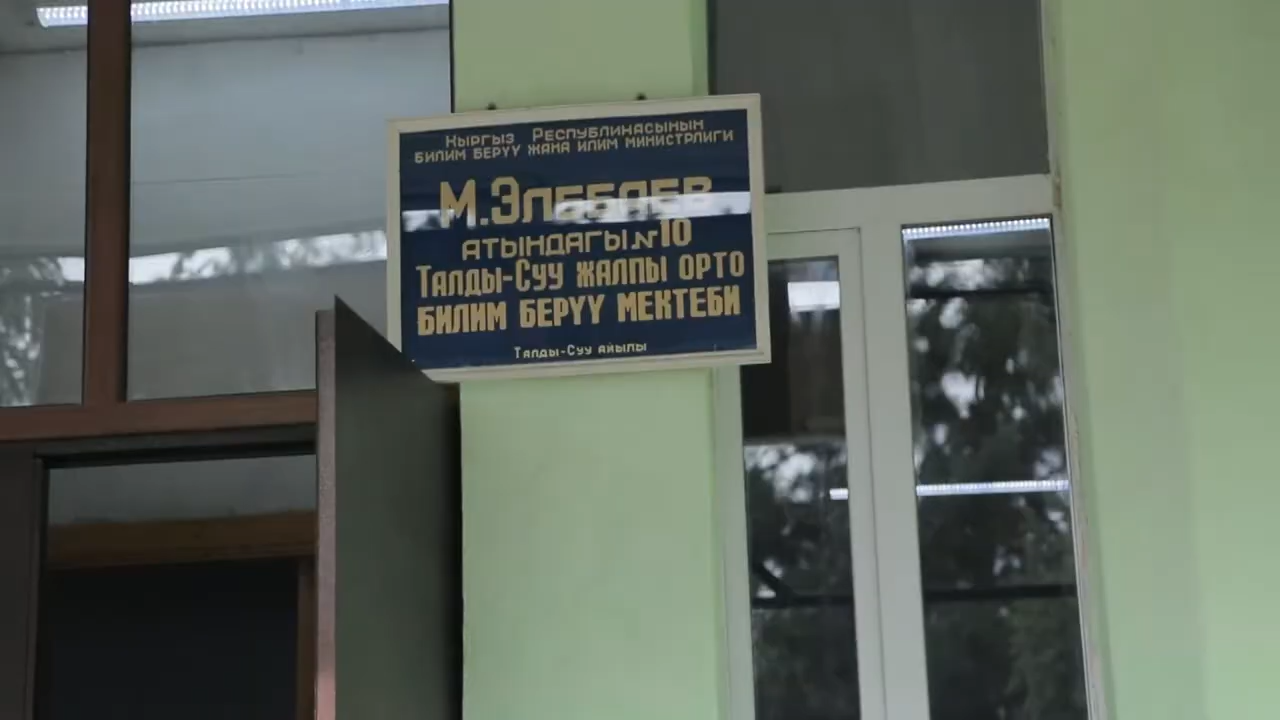 Кыргыз Республикасынын
билим берүү жана илим министрлиги
М.Элебаев
атындагы №10
Талды-Суу жалпы орто
билим берүү мектеби
Талды-Суу айылы